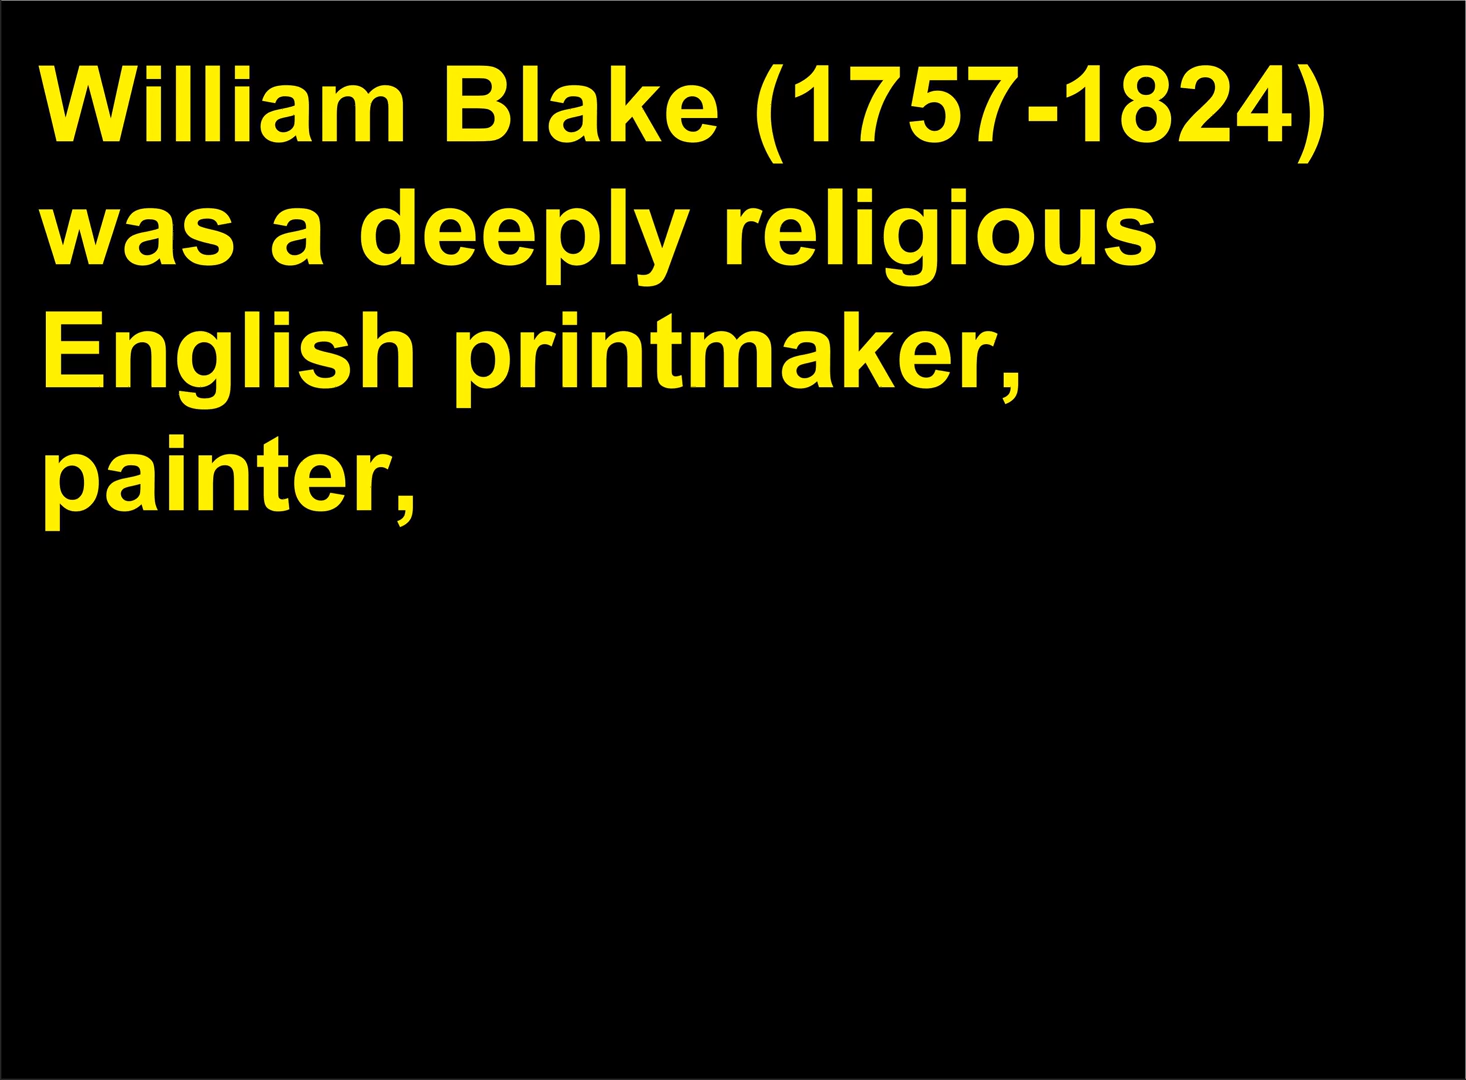 William Blake (1757-1824)
was a deeply religious
English printmaker,
painter,